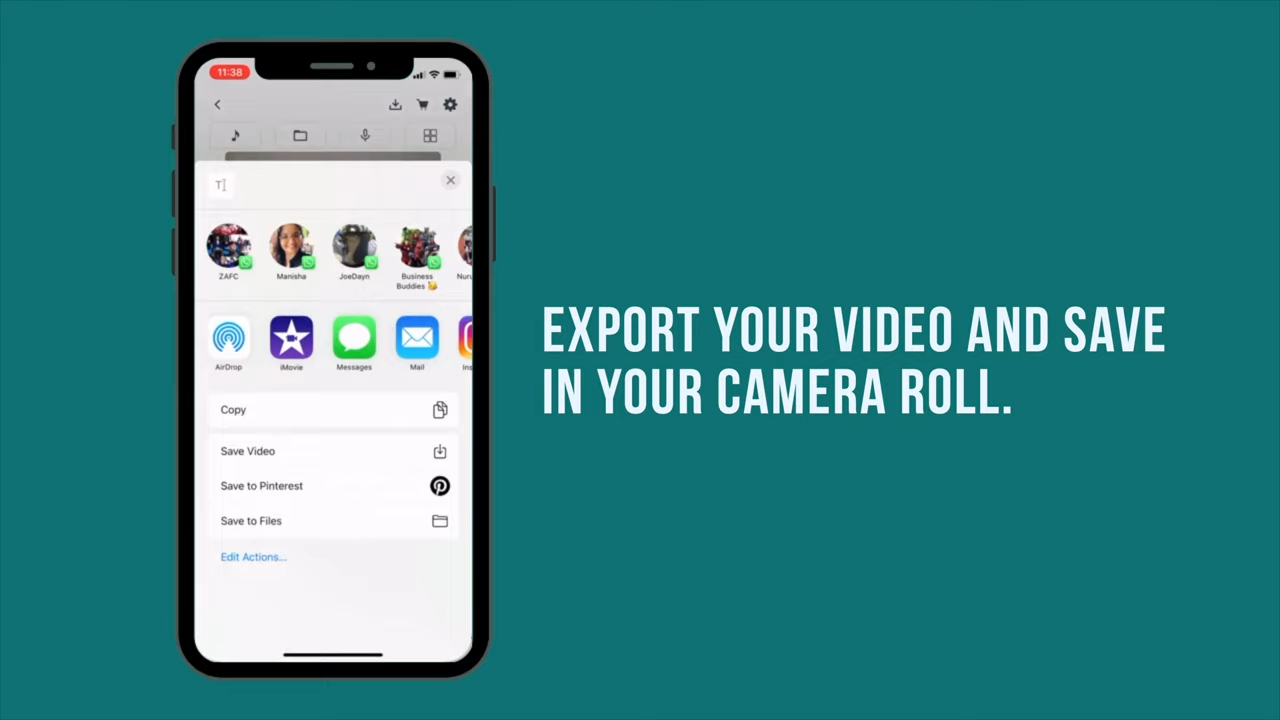 11:38
T
ZAFC
Manisha
JoeDayn
Business
Buddies 😅
Nuru
AirDrop
iMovie
Messages
Mail
Ins
Copy
Save Video
Save to Pinterest
Save to Files
Edit Actions...
EXPORT YOUR VIDEO AND SAVE
IN YOUR CAMERA ROLL.